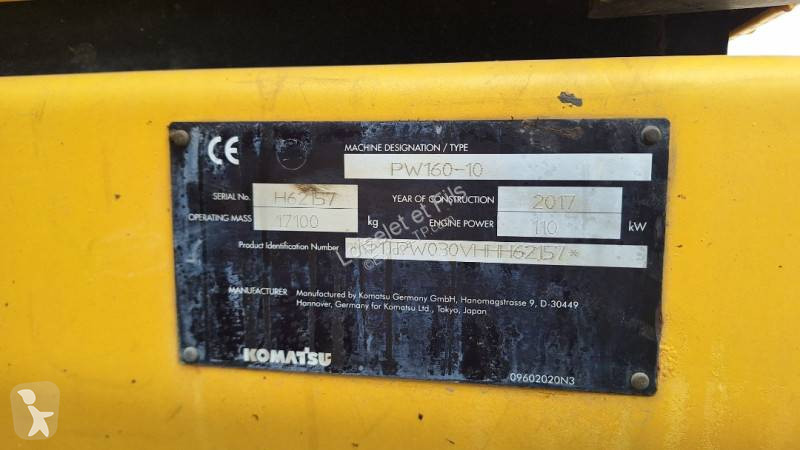 CE
MACHINE DESIGNATION / TYPE
PW160-10
SERIAL No. H62157 YEAR OF CONSTRUCTION 2017
OPERATING MASS 17100 kg ENGINE POWER 110 kW
Product Identification Number
MANUFACTURER Manufactured by Komatsu Germany GmbH, Hanomagstrasse 9, D-30449
Hannover, Germany for Komatsu Ltd., Tokyo, Japan
KOMATSU
09602020N3